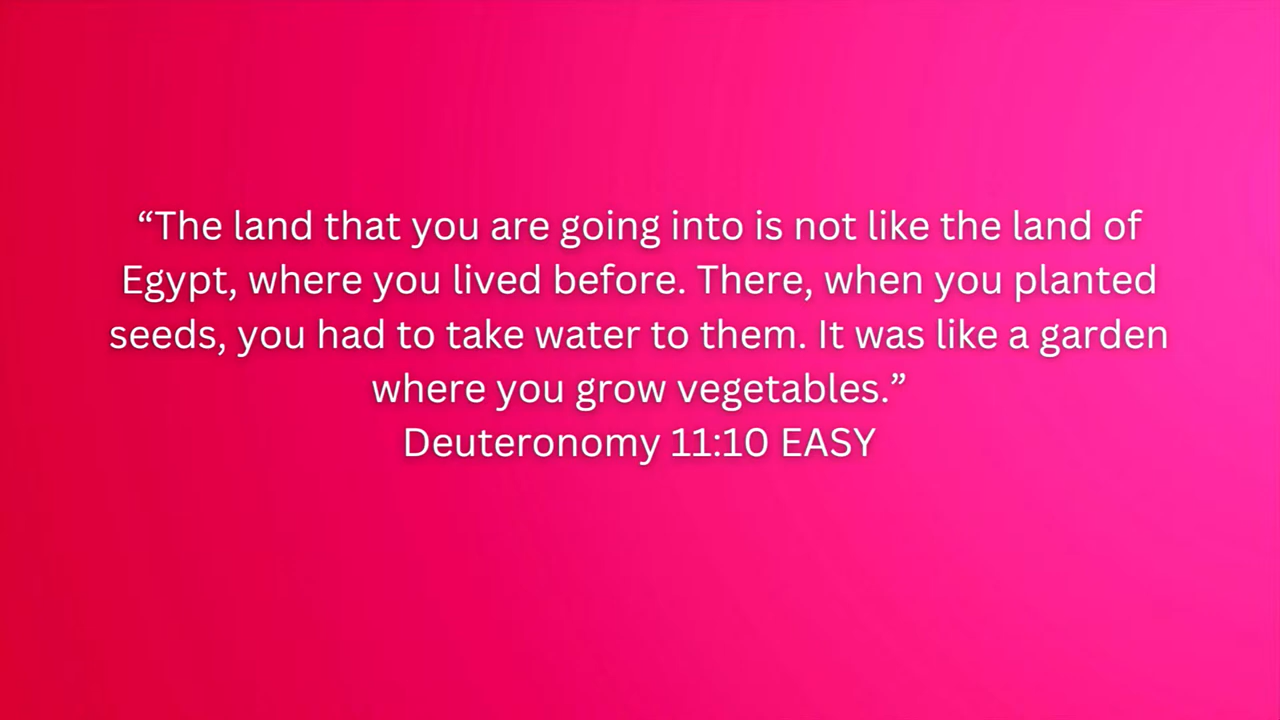 “The land that you are going into is not like the land of
Egypt, where you lived before. There, when you planted
seeds, you had to take water to them. It was like a garden
where you grow vegetables.”
Deuteronomy 11:10 EASY